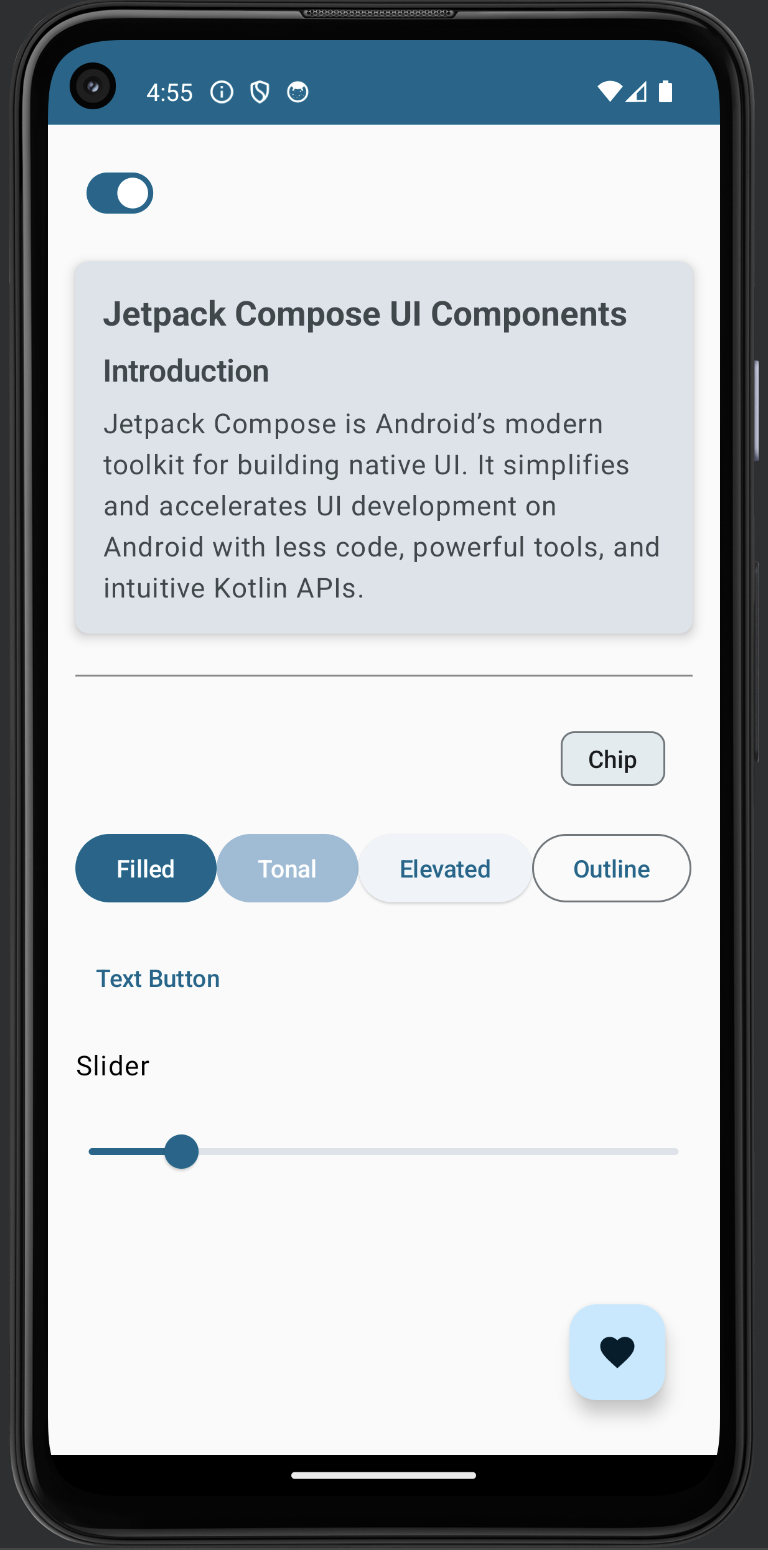 4:55
Jetpack Compose UI Components
Introduction
Jetpack Compose is Android’s modern
toolkit for building native UI. It simplifies
and accelerates UI development on
Android with less code, powerful tools, and
intuitive Kotlin APIs.
Chip
Filled Tonal Elevated Outline
Text Button
Slider